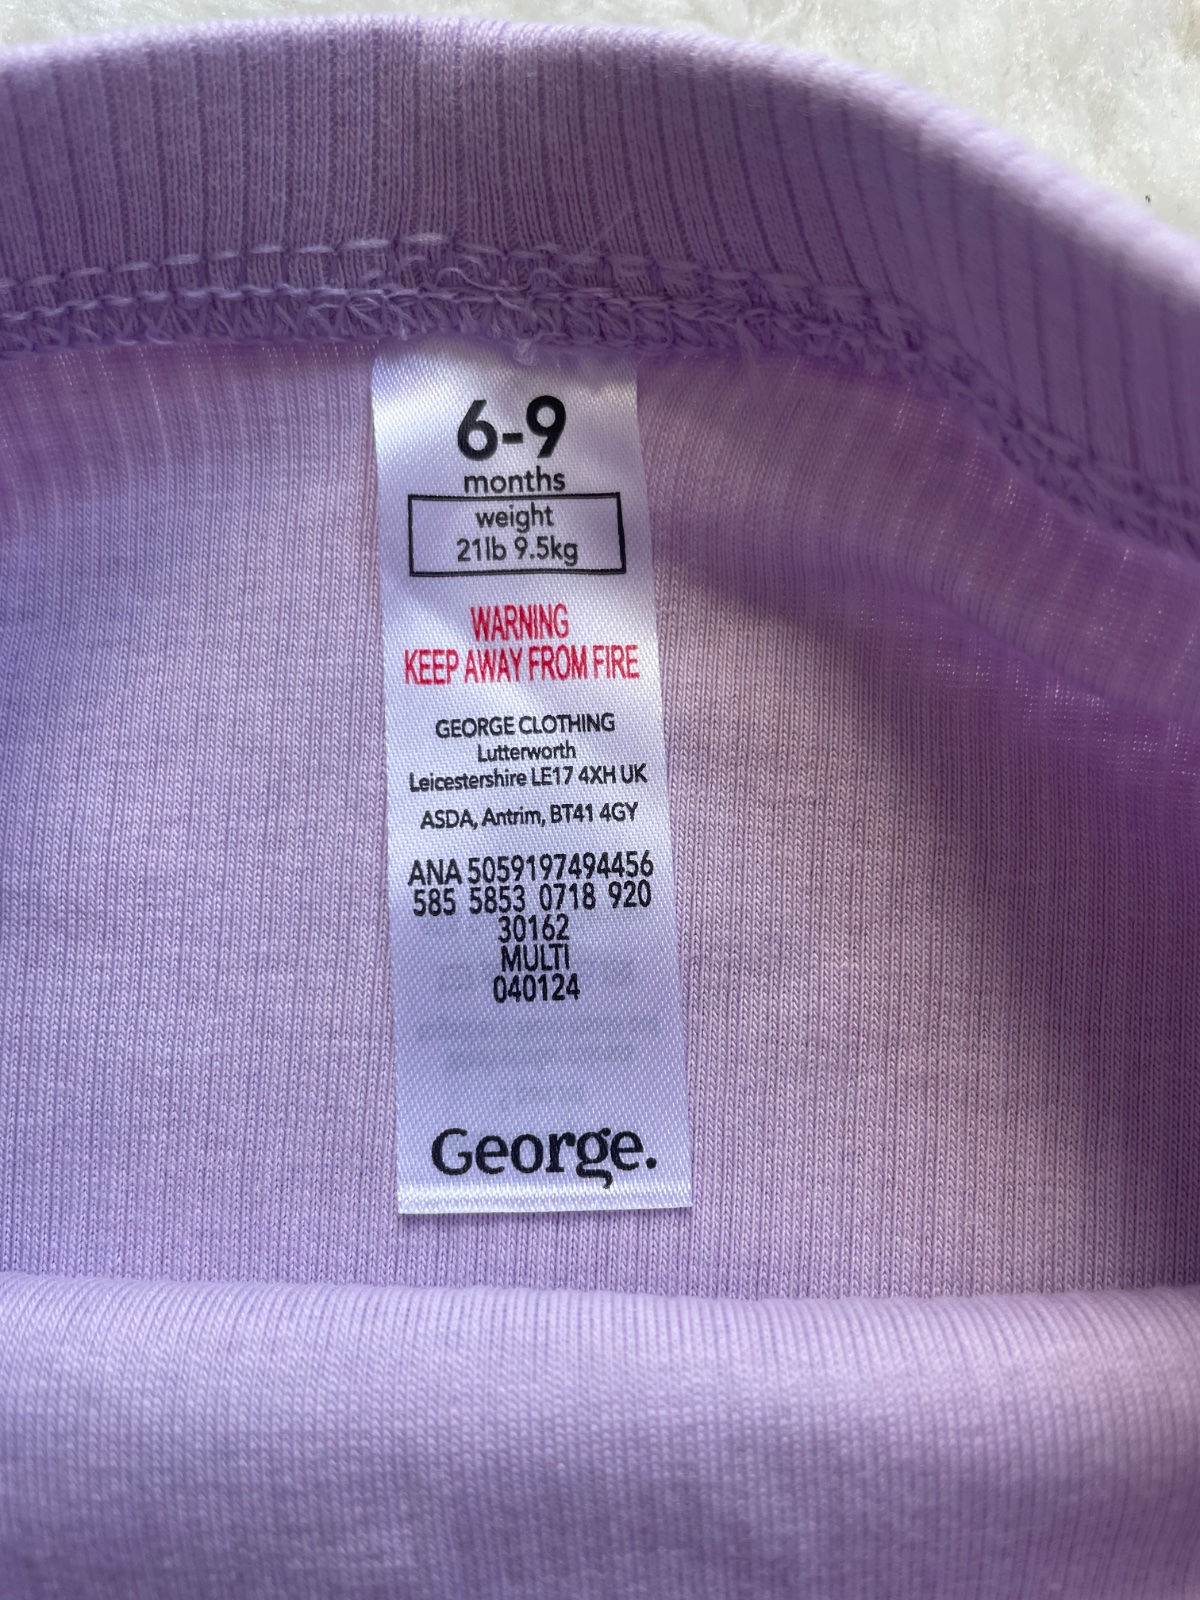 6-9
months
weight
21lb 9.5kg
WARNING
KEEP AWAY FROM FIRE
GEORGE CLOTHING
Lutterworth
Leicestershire LE17 4XH UK
ASDA, Antrim, BT41 4GY
ANA 5059197494456
585 5853 0718 920
30162
MULTI
040124
George.